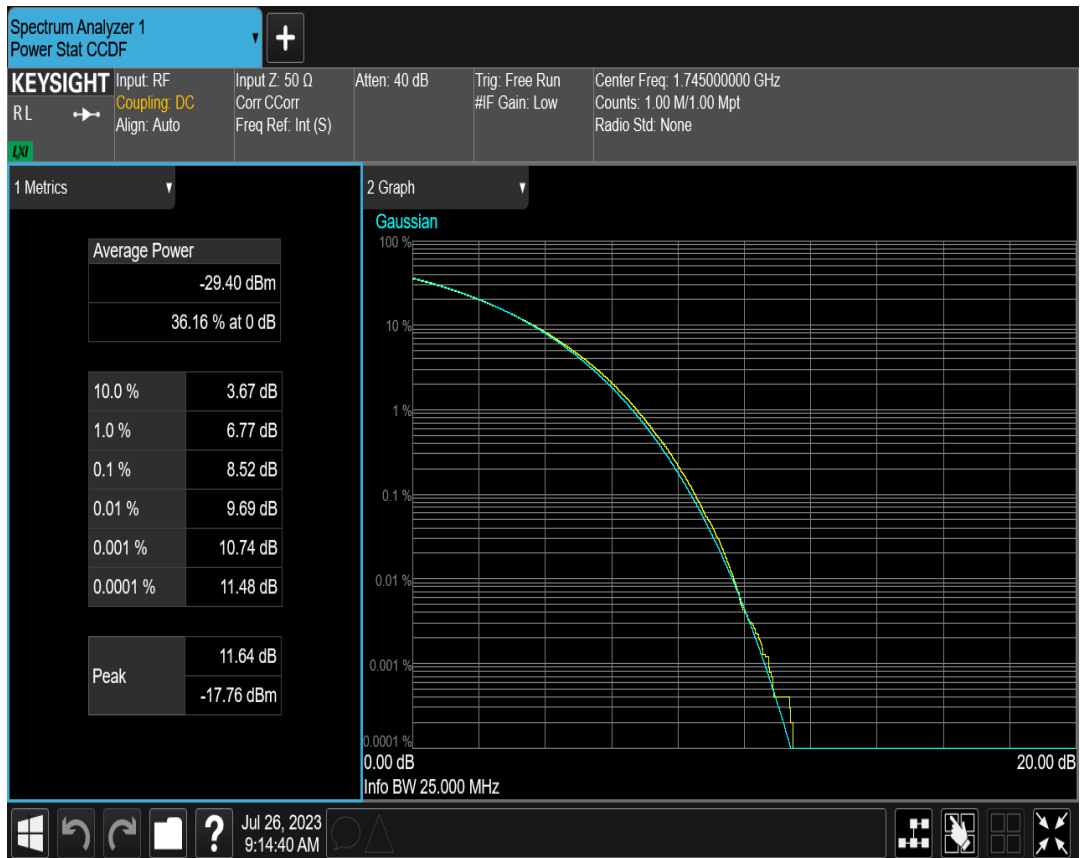 Spectrum Analyzer 1
Power Stat CCDF
+
KEYSIGHT
RL
LXI
Input: RF
Coupling: DC
Align: Auto
Input Z: 50 Ω
Corr CCorr
Freq Ref: Int (S)
Atten: 40 dB
Trig: Free Run
#IF Gain: Low
Center Freq: 1.745000000 GHz
Counts: 1.00 M/1.00 Mpt
Radio Std: None
1 Metrics
Average Power
-29.40 dBm
36.16 % at 0 dB
10.0 % 3.67 dB
1.0 % 6.77 dB
0.1 % 8.52 dB
0.01 % 9.69 dB
0.001 % 10.74 dB
0.0001 % 11.48 dB
Peak 11.64 dB
-17.76 dBm
2 Graph
Gaussian
100 %
10 %
1 %
0.1 %
0.01 %
0.001 %
0.0001 %
0.00 dB 20.00 dB
Info BW 25.000 MHz
?
Jul 26, 2023
9:14:40 AM